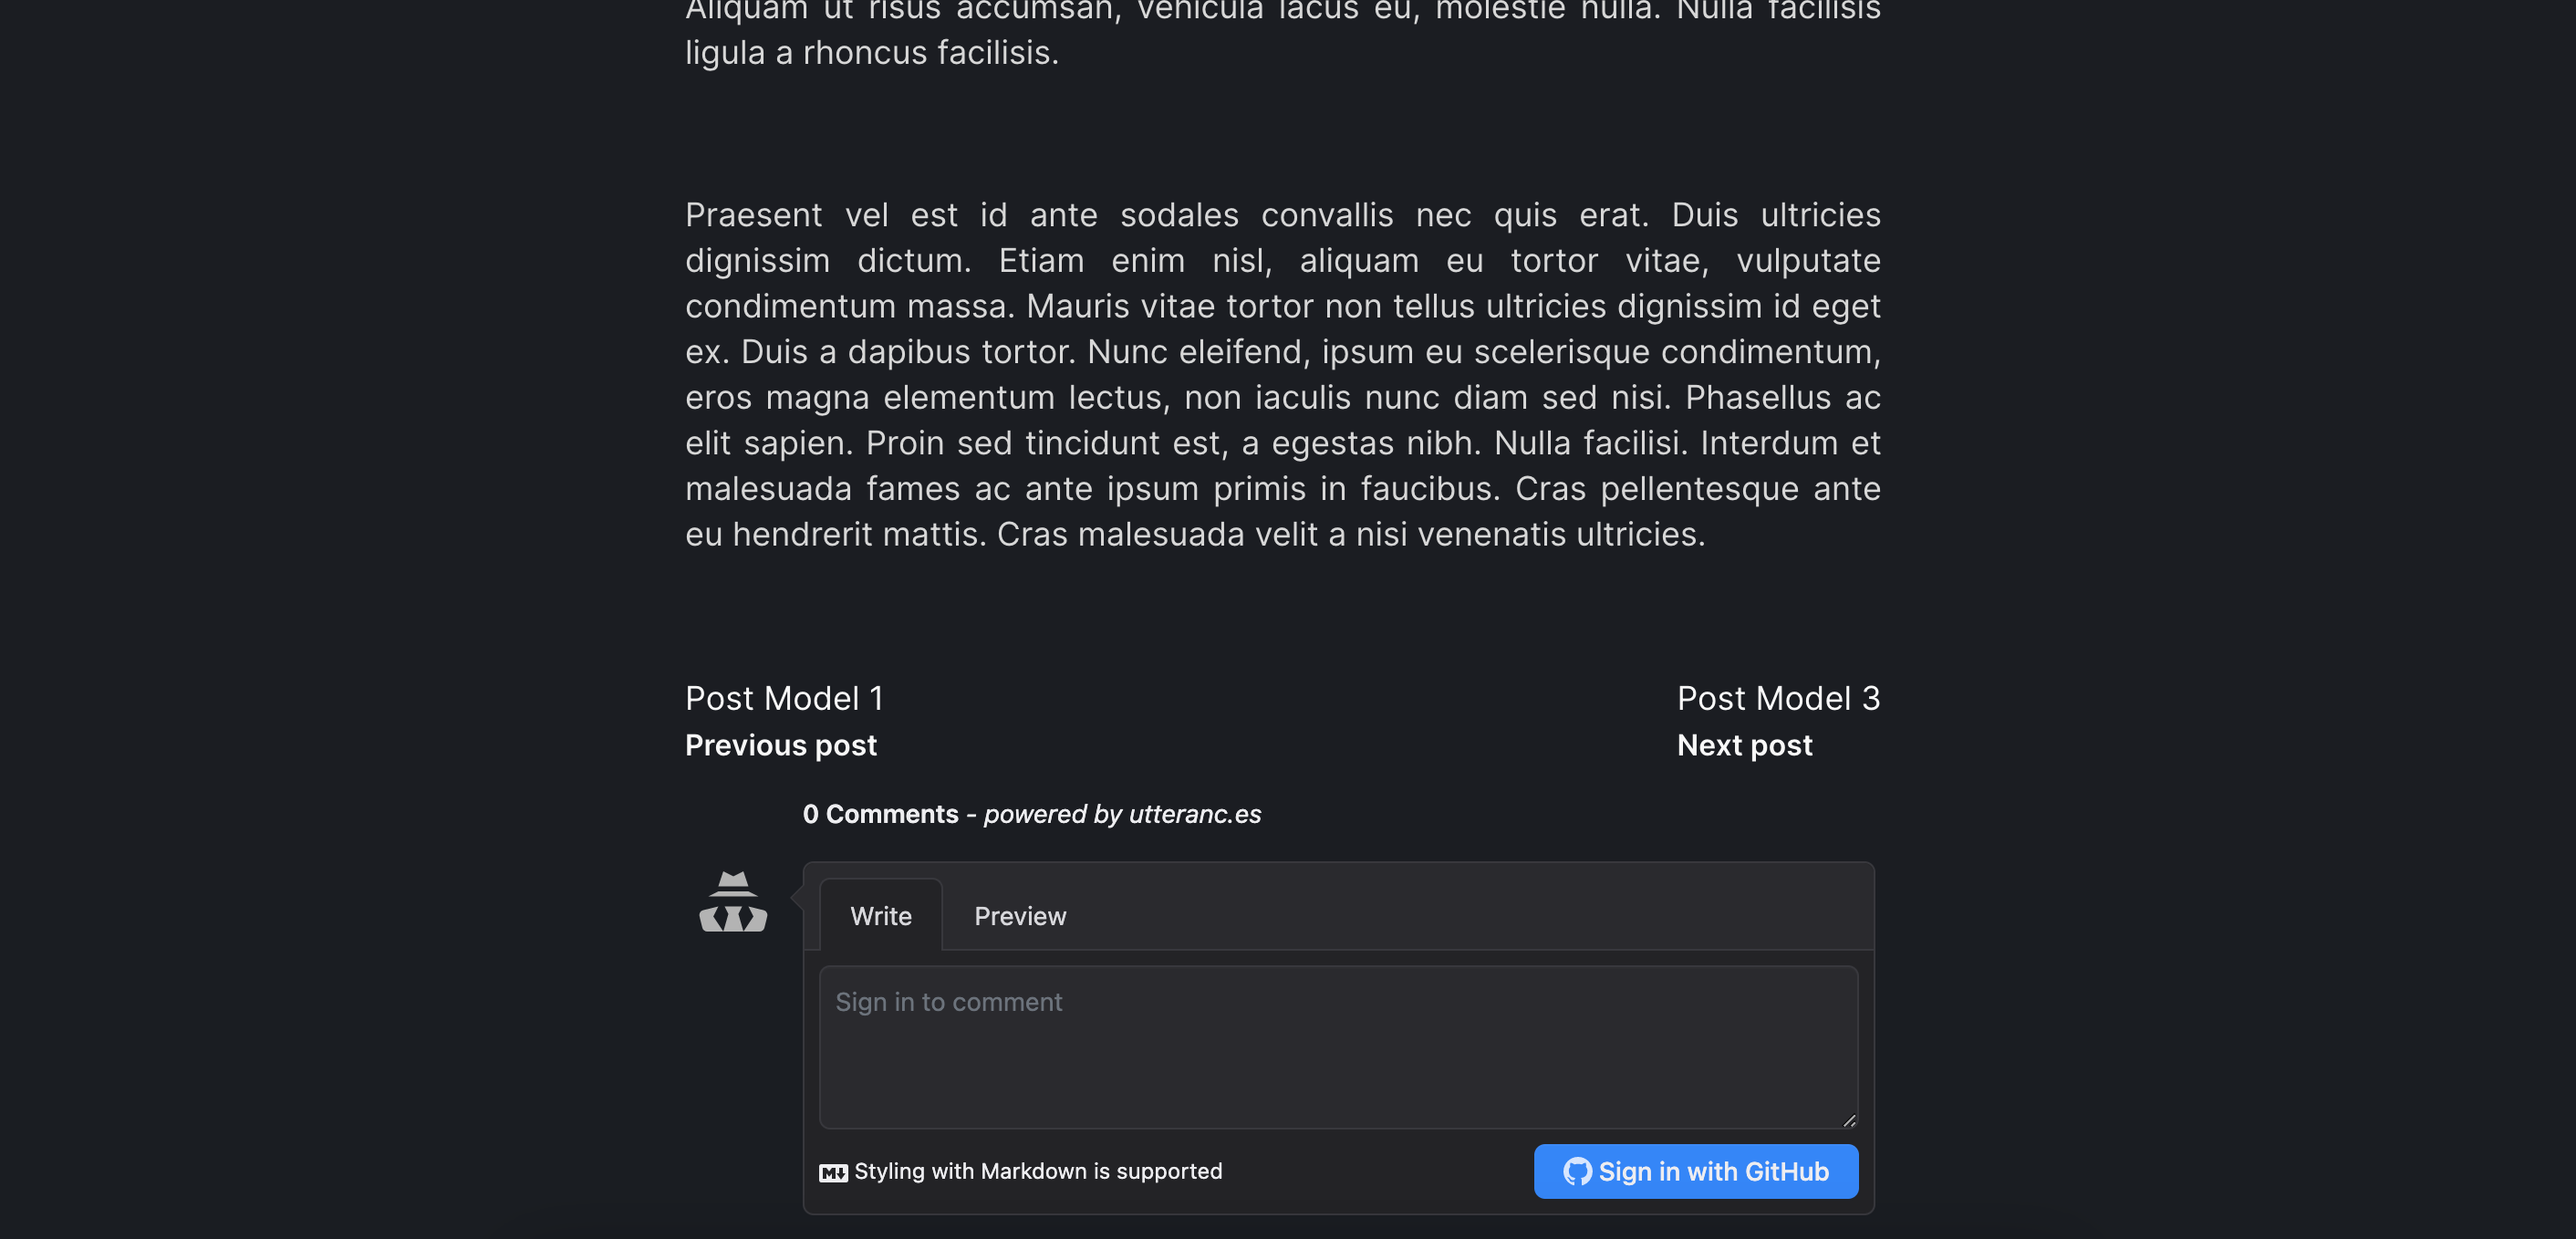 Aliquam ut risus accumsan, vehicula lacus eu, molestie nulla. Nulla facilisis
ligula a rhoncus facilisis.
Praesent vel est id ante sodales convallis nec quis erat. Duis ultricies
dignissim dictum. Etiam enim nisl, aliquam eu tortor vitae, vulputate
condimentum massa. Mauris vitae tortor non tellus ultricies dignissim id eget
ex. Duis a dapibus tortor. Nunc eleifend, ipsum eu scelerisque condimentum,
eros magna elementum lectus, non iaculis nunc diam sed nisi. Phasellus ac
elit sapien. Proin sed tincidunt est, a egestas nibh. Nulla facilisi. Interdum et
malesuada fames ac ante ipsum primis in faucibus. Cras pellentesque ante
eu hendrerit mattis. Cras malesuada velit a nisi venenatis ultricies.
Post Model 1
Previous post
Post Model 3
Next post
0 Comments - powered by utteranc.es
Write
Preview
Sign in to comment
M Styling with Markdown is supported
Sign in with GitHub